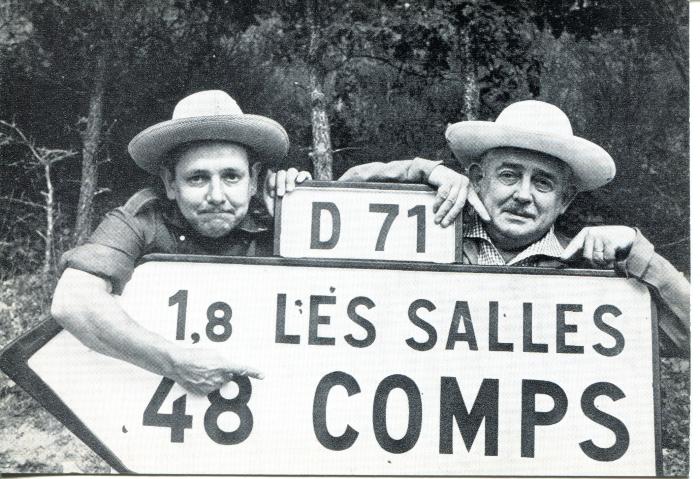 D 71
1,8 LES SALLES
48 COMPS